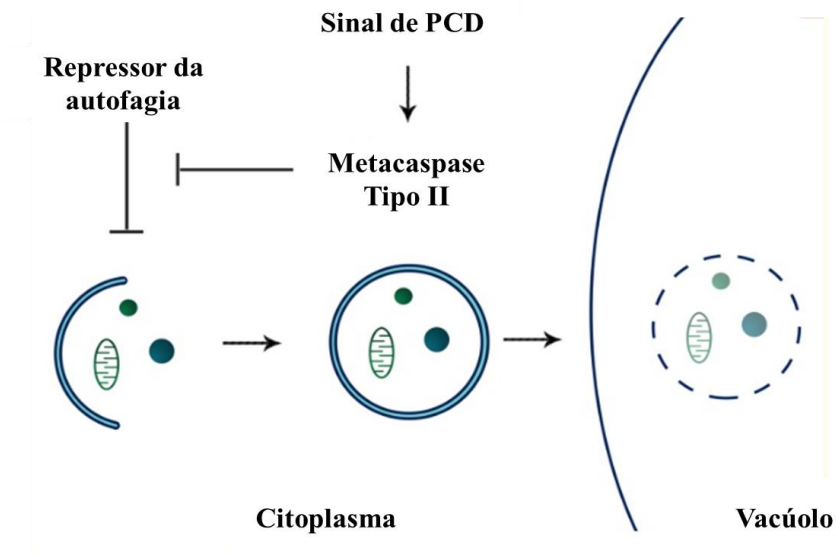 Sinal de PCD
Repressor da
autofagia
Metacaspase
Tipo II
Citoplasma
Vacúolo